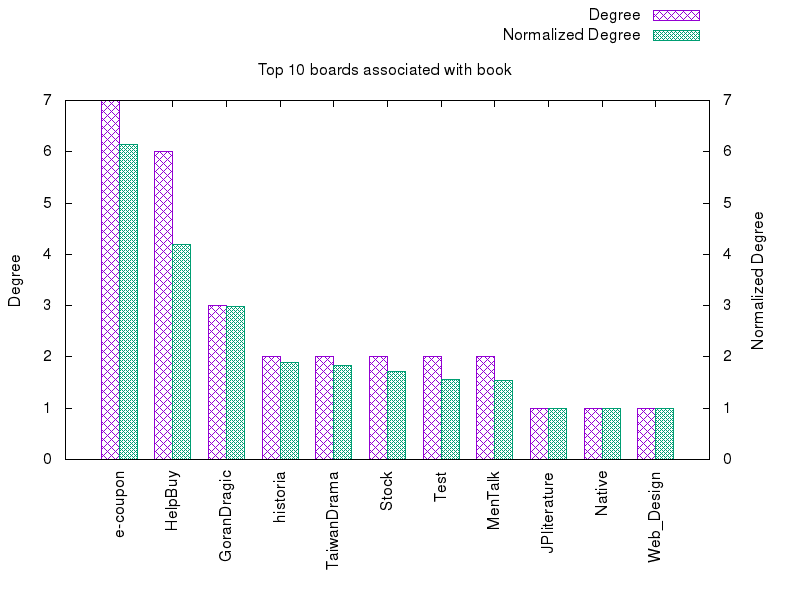 Degree
Normalized Degree
Top 10 boards associated with book
7 7
6 6
5 5
4 4
3 3
2 2
1 1
0 0
Degree
Normalized Degree
e-coupon
HelpBuy
GoranDragic
historia
TaiwanDrama
Stock
Test
MenTalk
JPliterature
Native
Web_Design